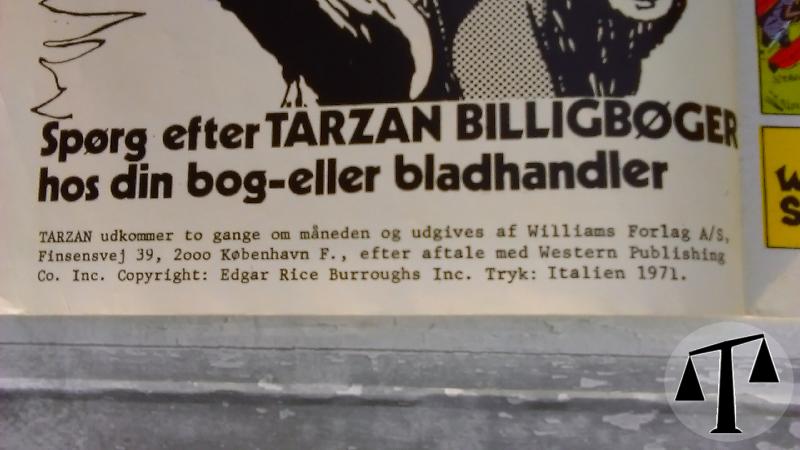 Spørg efter TARZAN BILLIGBØGER
hos din bog-eller bladhandler
TARZAN udkommer to gange om måneden og udgives af Williams Forlag A/S,
Finsensvej 39, 2ooo København F., efter aftale med Western Publishing
Co. Inc. Copyright: Edgar Rice Burroughs Inc. Tryk: Italien 1971.